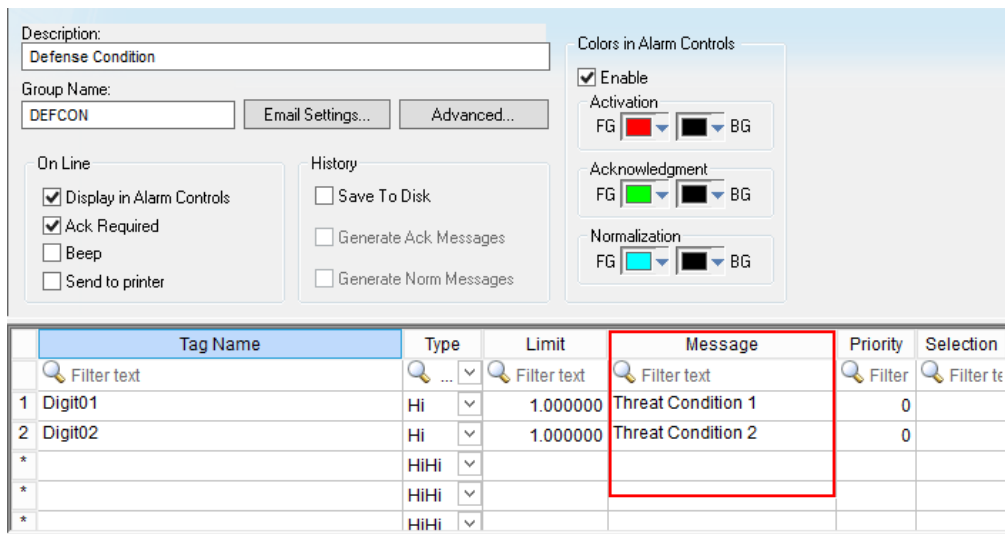 Description:
Defense Condition
Colors in Alarm Controls
Enable
Group Name:
DEFCON
Email Settings...
Advanced...
Activation
FG
BG
On Line
Display in Alarm Controls
Ack Required
Beep
Send to printer
History
Save To Disk
Generate Ack Messages
Generate Norm Messages
Acknowledgment
FG
BG
Normalization
FG
BG
Tag Name Type Limit Message Priority Selection
Filter text ... Filter text Filter text Filter Filter te
1 Digit01 Hi 1.000000 Threat Condition 1 0
2 Digit02 Hi 1.000000 Threat Condition 2 0
* HiHi
* HiHi
* HiHi